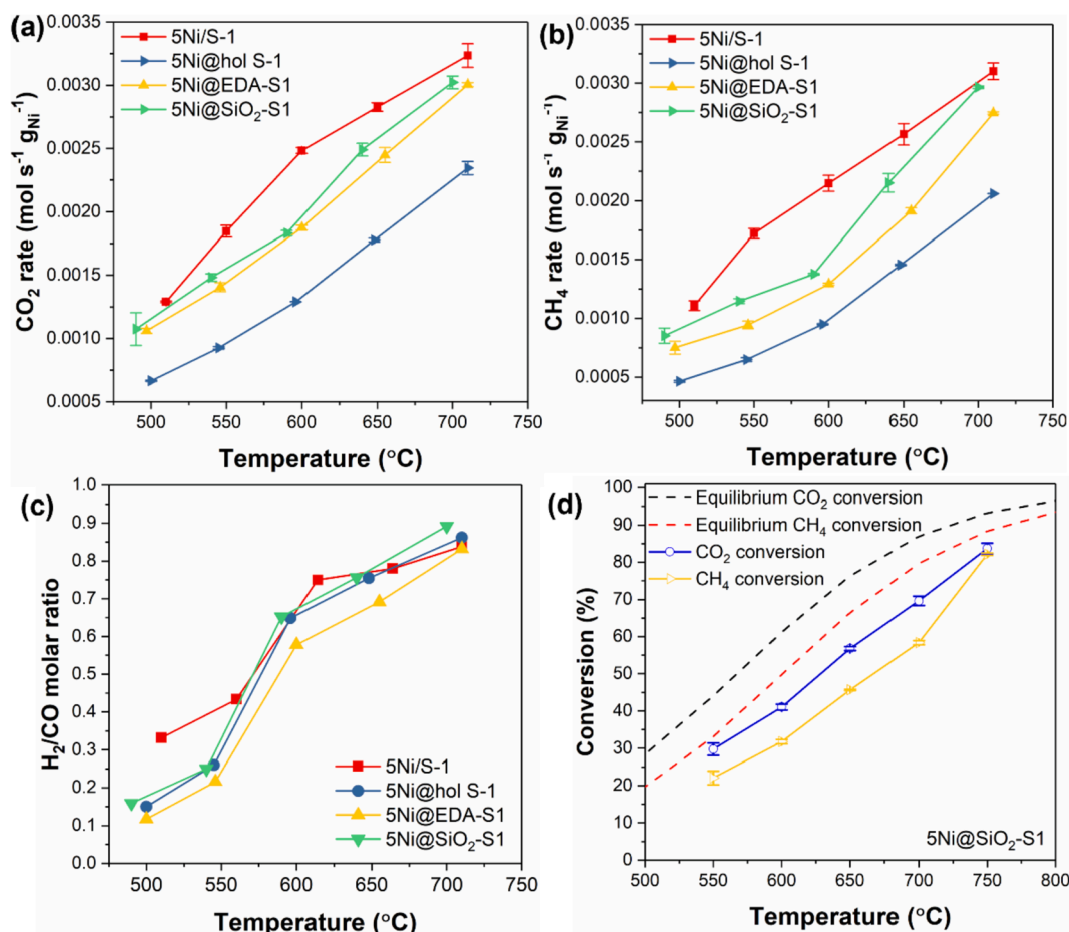 (a)
5Ni/S-1
5Ni@hol S-1
5Ni@EDA-S1
5Ni@SiO₂-S1
CO₂ rate (mol s⁻¹ g_Ni⁻¹)
0.0035
0.0030
0.0025
0.0020
0.0015
0.0010
0.0005
500 550 600 650 700 750
Temperature (°C)
(b)
5Ni/S-1
5Ni@hol S-1
5Ni@EDA-S1
5Ni@SiO₂-S1
CH₄ rate (mol s⁻¹ g_Ni⁻¹)
0.0035
0.0030
0.0025
0.0020
0.0015
0.0010
0.0005
500 550 600 650 700 750
Temperature (°C)
(c)
H₂/CO molar ratio
1.0
0.9
0.8
0.7
0.6
0.5
0.4
0.3
0.2
0.1
0.0
5Ni/S-1
5Ni@hol S-1
5Ni@EDA-S1
5Ni@SiO₂-S1
500 550 600 650 700 750
Temperature (°C)
(d)
Equilibrium CO₂ conversion
Equilibrium CH₄ conversion
CO₂ conversion
CH₄ conversion
Conversion (%)
100
90
80
70
60
50
40
30
20
10
0
5Ni@SiO₂-S1
500 550 600 650 700 750 800
Temperature (°C)